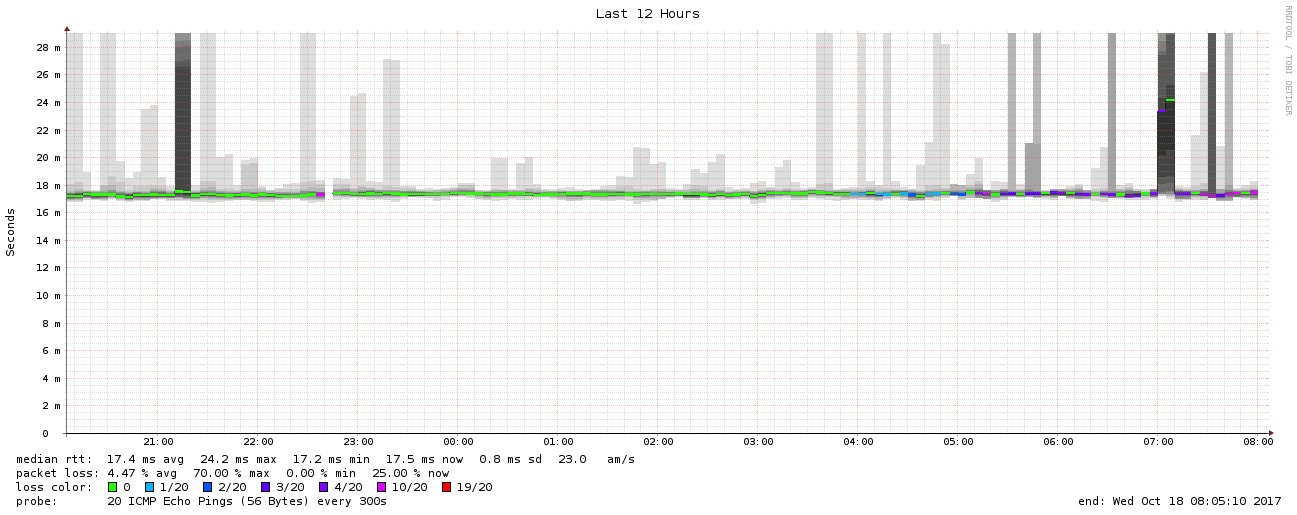 Last 12 Hours
RRDTOOL / TOBI OETIKER
Seconds
28 m
26 m
24 m
22 m
20 m
18 m
16 m
14 m
12 m
10 m
8 m
6 m
4 m
2 m
0
21:00 22:00 23:00 00:00 01:00 02:00 03:00 04:00 05:00 06:00 07:00 08:00
median rtt: 17.4 ms avg 24.2 ms max 17.2 ms min 17.5 ms now 0.8 ms sd 23.0 am/s
packet loss: 4.47 % avg 70.00 % max 0.00 % min 25.00 % now
loss color: 0 1/20 2/20 3/20 4/20 10/20 19/20
probe: 20 ICMP Echo Pings (56 Bytes) every 300s end: Wed Oct 18 08:05:10 2017